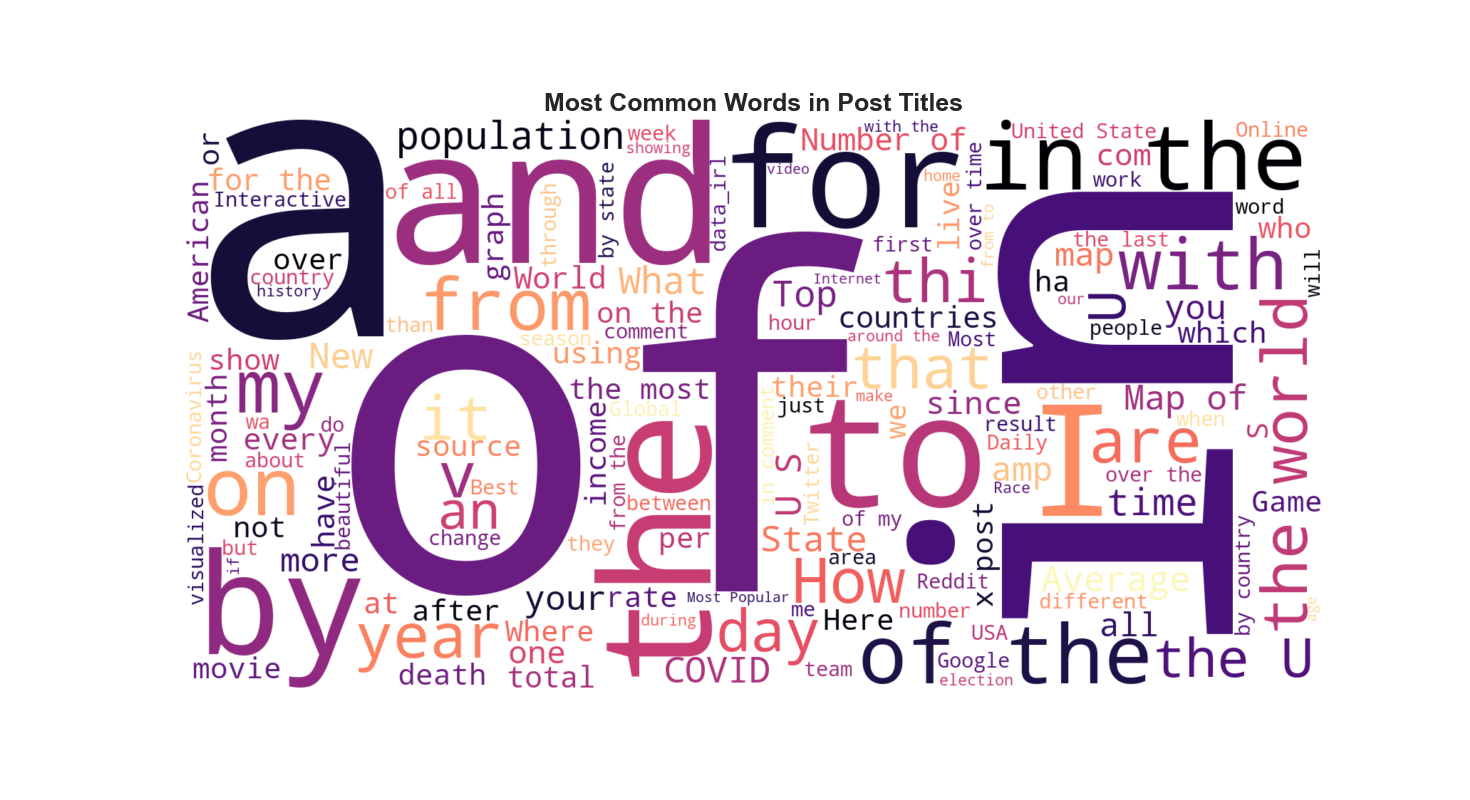 Most Common Words in Post Titles
a
and
for
in the
of
In
to
the
by
I
of the
the world
from
with
that
thi
on
my
year
How
day
are
population
Number of
with the
United State
Online
com
work
week
showing
video
home
data_irl
by state
through
graph
of all
for the
or
Interactive
American
over
country
history
World
What
on the
than
season
comment
using
Top
Internet
hour
countries
around the
Most
first
live
over time
from to
the last
map
word
who
ha
our
U
people
you
which
will
show
New
the most
their
make
just
since
other
Map of
when
we
result
Daily
amp
Race
over the
time
Game
S
Coronavirus
month
wa
every
about
do
have
beautiful
it
source
v
Best
an
change
income
Global
from the
between
in comment
U S
Twitter
of my
State
area
per
they
visualized
not
but
if
more
at
after
your
rate
Most Popular
during
me
Here
number
Reddit
x post
Average
different
all
by country
age
movie
death
Where
one
total
COVID
team
Google
election
USA
the U